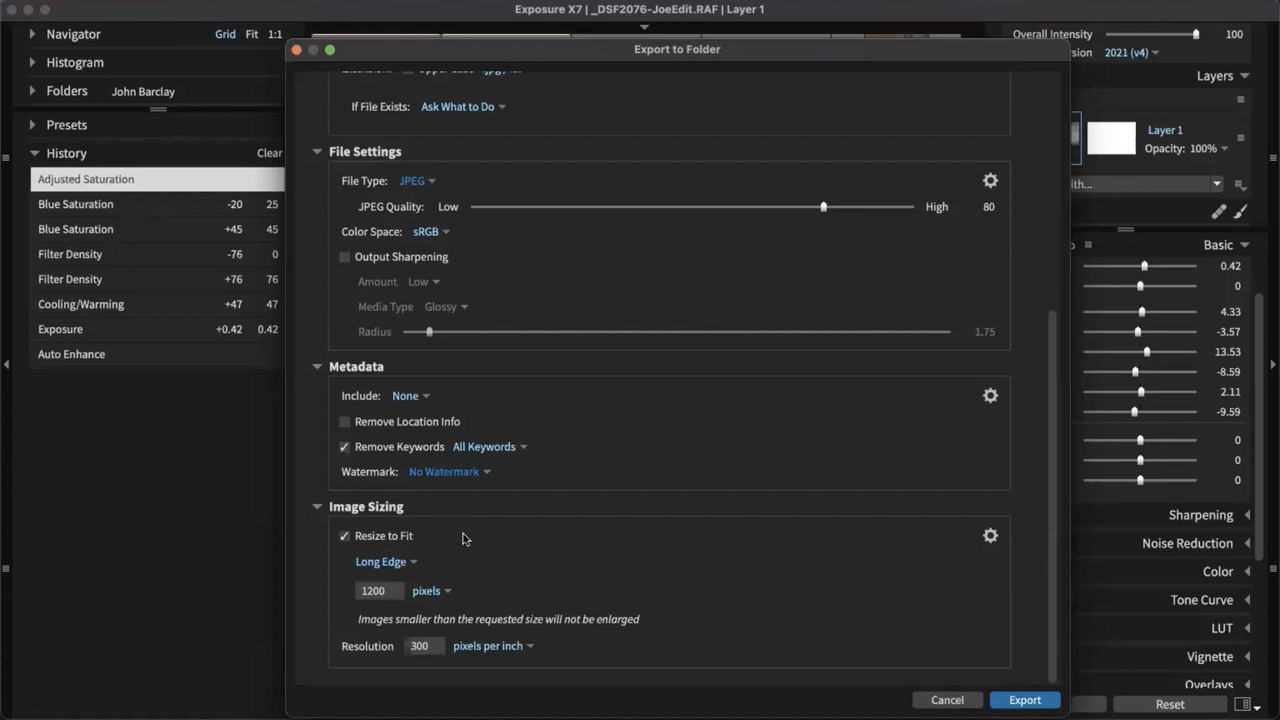 Exposure X7 | _DSF2076-JoeEdit.RAF | Layer 1
Navigator Grid Fit 1:1
Histogram
Folders John Barclay
Presets
History Clear
Adjusted Saturation
Blue Saturation -20 25
Blue Saturation +45 45
Filter Density -76 0
Filter Density +76 76
Cooling/Warming +47 47
Exposure +0.42 0.42
Auto Enhance
Export to Folder
If File Exists: Ask What to Do
File Settings
File Type: JPEG
JPEG Quality: Low High 80
Color Space: sRGB
Output Sharpening
Amount Low
Media Type Glossy
Radius 1.75
Metadata
Include: None
Remove Location Info
Remove Keywords All Keywords
Watermark: No Watermark
Image Sizing
Resize to Fit
Long Edge
1200 pixels
Images smaller than the requested size will not be enlarged
Resolution 300 pixels per inch
Cancel Export
Overall Intensity 100
2021 (v4)
Layers
Layer 1
Opacity: 100%
Basic
0.42
0
4.33
-3.57
13.53
-8.59
2.11
-9.59
0
0
0
Sharpening
Noise Reduction
Color
Tone Curve
LUT
Vignette
Overlays
Reset